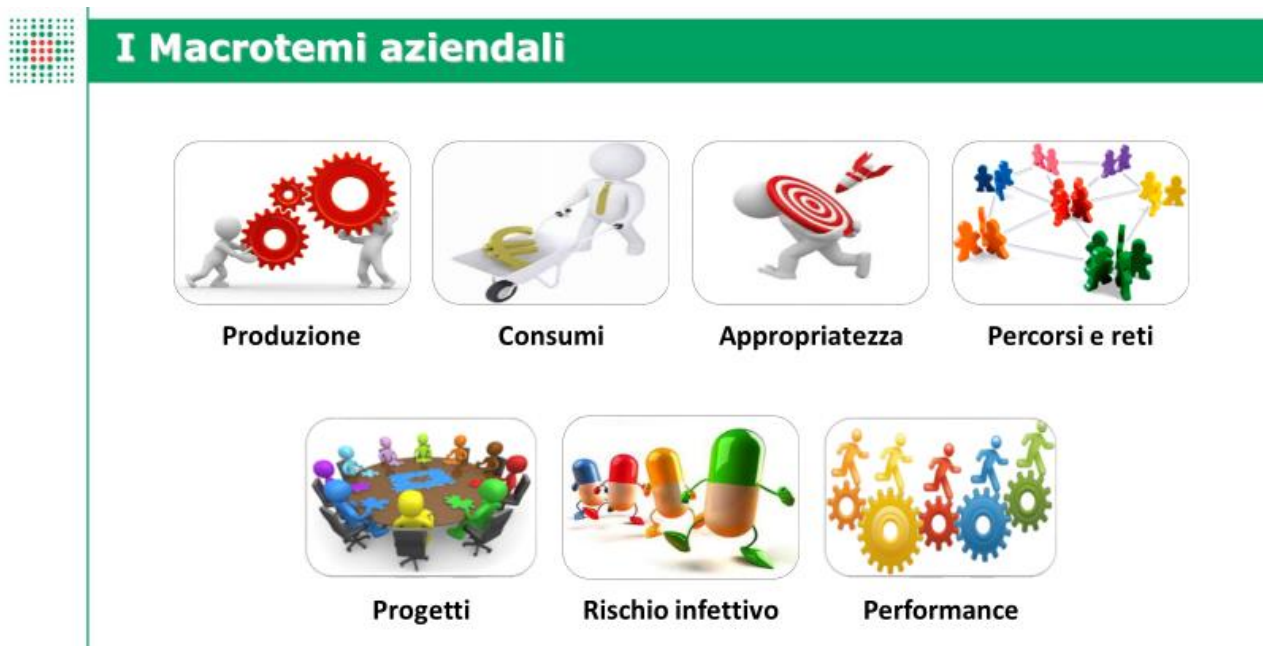 I Macrotemi aziendali
Produzione
Consumi
Appropriatezza
Percorsi e reti
Progetti
Rischio infettivo
Performance